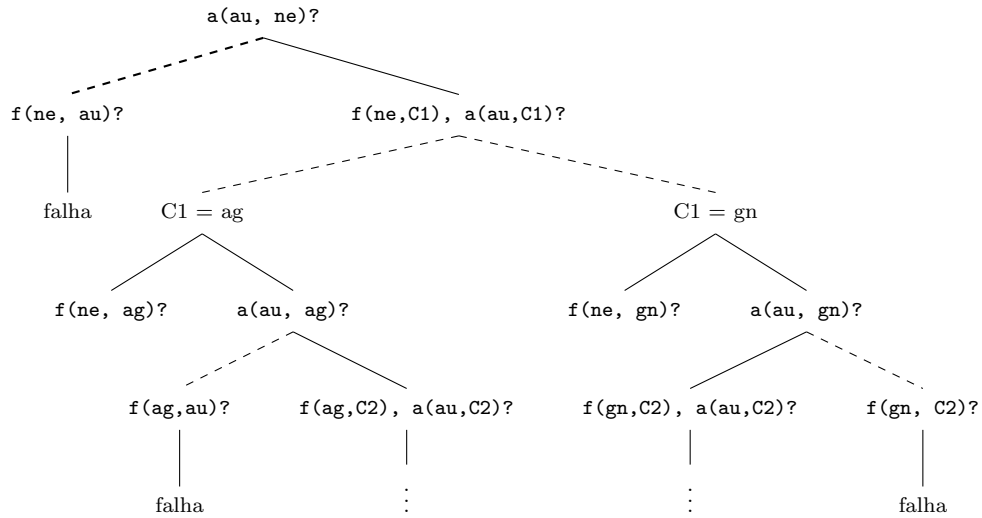 a(au, ne)?
f(ne, au)? f(ne,C1), a(au,C1)?
falha C1 = ag C1 = gn
f(ne, ag)? a(au, ag)? f(ne, gn)? a(au, gn)?
f(ag,au)? f(ag,C2), a(au,C2)? f(gn,C2), a(au,C2)? f(gn, C2)?
falha ⋮ ⋮ falha